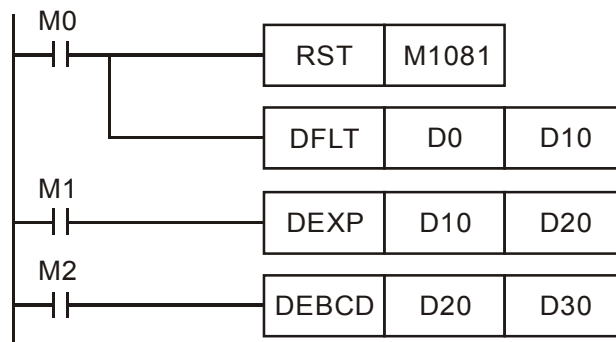 M0
RST M1081
DFLT D0 D10
M1
DEXP D10 D20
M2
DEBCD D20 D30